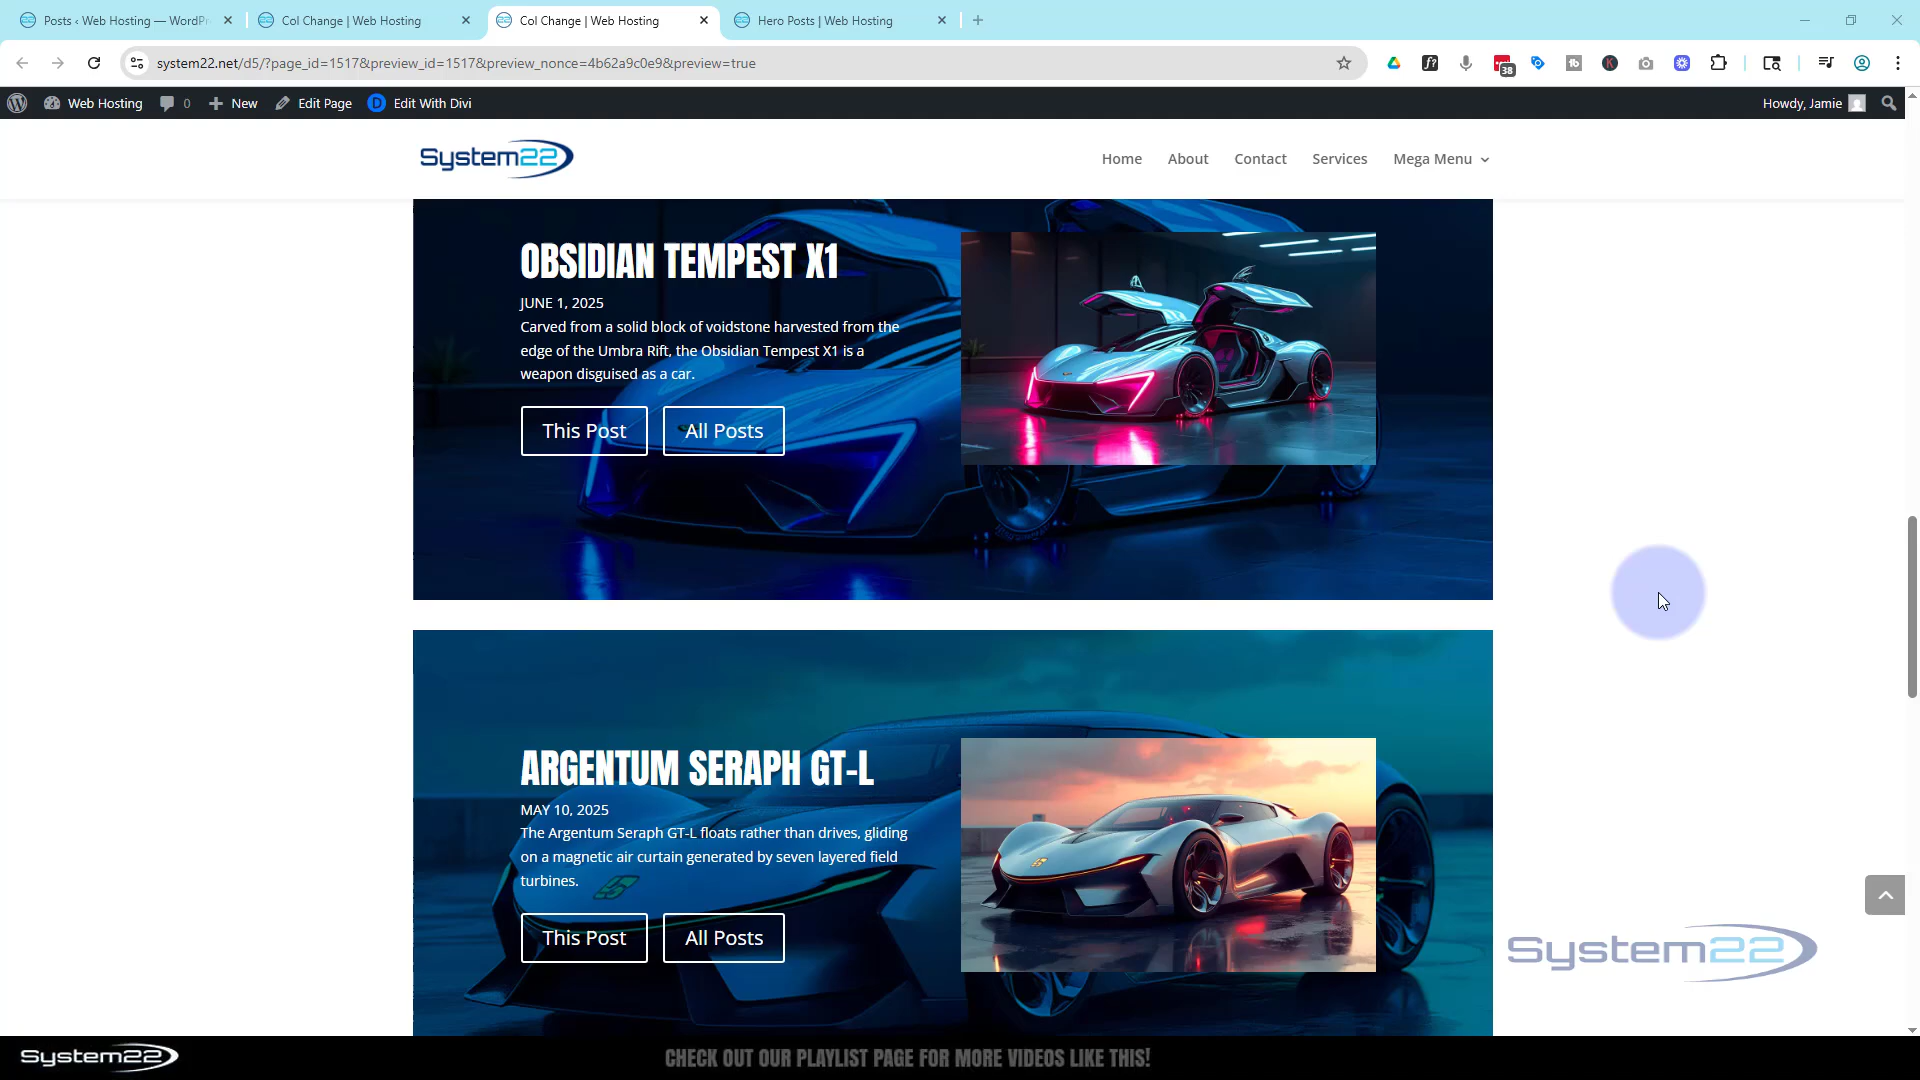 Posts ‹ Web Hosting — WordPr
Col Change | Web Hosting
Col Change | Web Hosting
Hero Posts | Web Hosting
system22.net/d5/?page_id=1517&preview_id=1517&preview_nonce=4b62a9c0e9&preview=true
38
Web Hosting
0
New
Edit Page
Edit With Divi
Howdy, Jamie
System22
Home
About
Contact
Services
Mega Menu
OBSIDIAN TEMPEST X1
JUNE 1, 2025
Carved from a solid block of voidstone harvested from the
edge of the Umbra Rift, the Obsidian Tempest X1 is a
weapon disguised as a car.
This Post
All Posts
ARGENTUM SERAPH GT-L
MAY 10, 2025
The Argentum Seraph GT-L floats rather than drives, gliding
on a magnetic air curtain generated by seven layered field
turbines.
This Post
All Posts
System22
System22
CHECK OUT OUR PLAYLIST PAGE FOR MORE VIDEOS LIKE THIS!